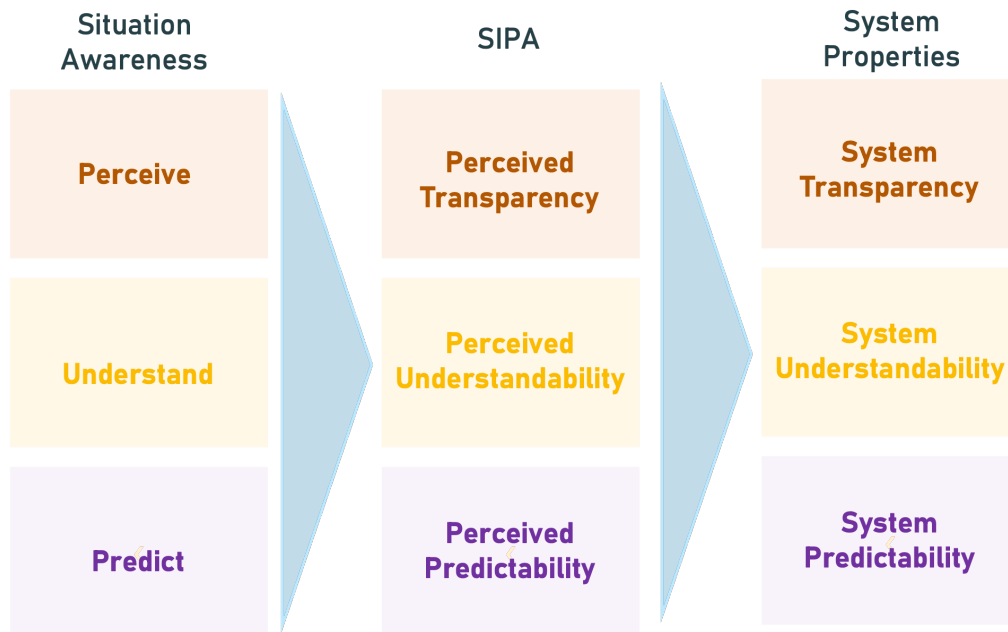 Situation
Awareness
SIPA
System
Properties
Perceive
Perceived
Transparency
System
Transparency
Understand
Perceived
Understandability
System
Understandability
Predict
Perceived
Predictability
System
Predictability